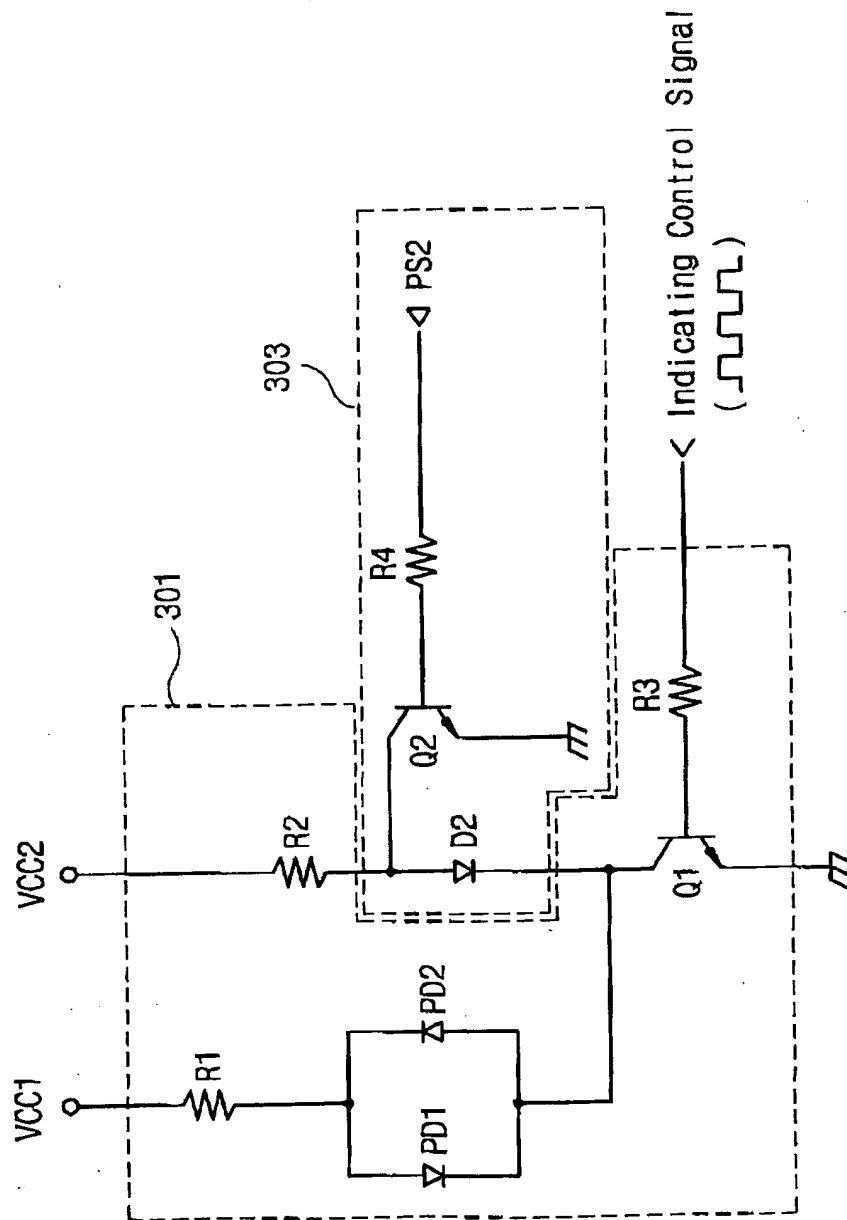 VCC1
VCC2
301
303
R1
R2
R4
PS2
PD1
PD2
D2
Q2
Q1
R3
Indicating Control Signal
( )